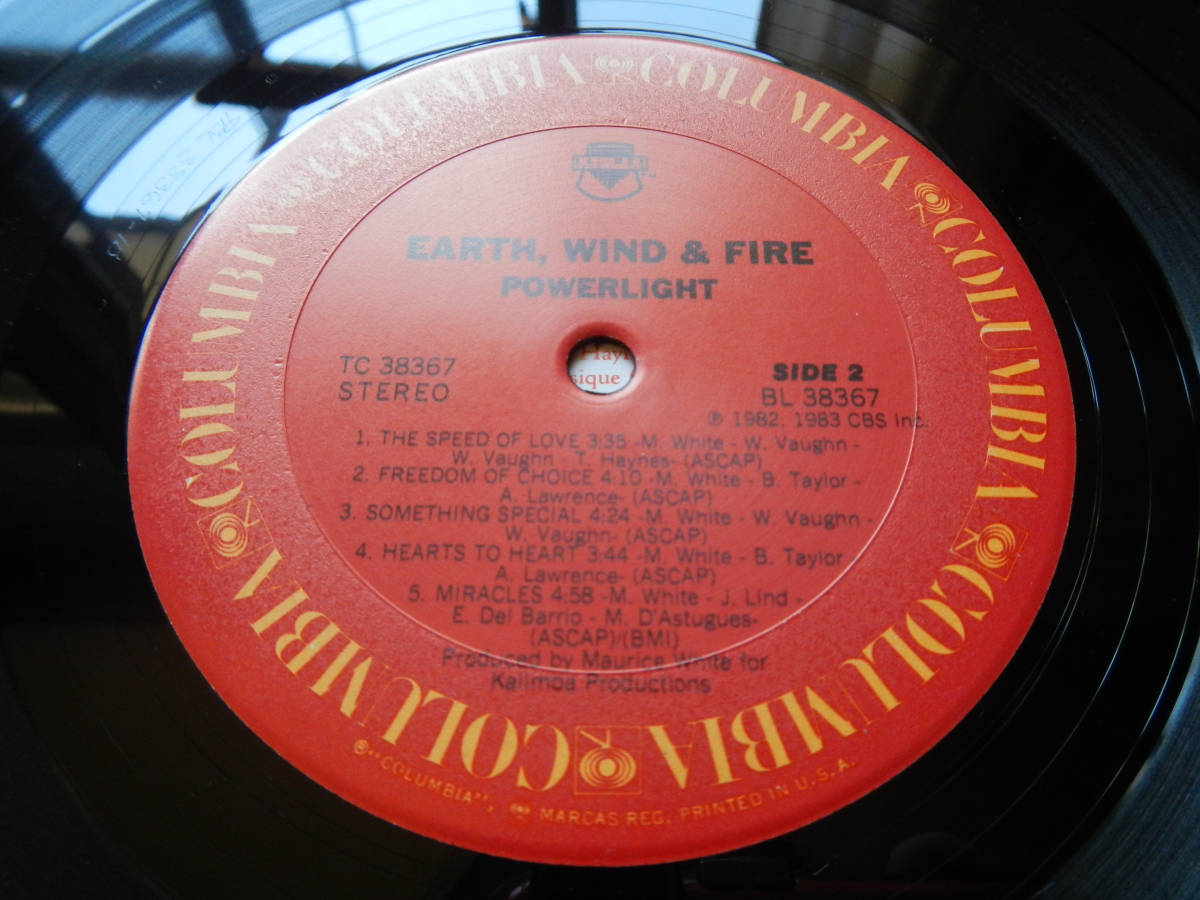 COLUMBIA COLUMBIA COLUMBIA COLUMBIA COLUMBIA COLUMBIA COLUMBIA COLUMBIA
EARTH, WIND & FIRE
POWERLIGHT
TC 38367
STEREO
SIDE 2
BL 38367
℗ 1982, 1983 CBS Inc.
sique
1. THE SPEED OF LOVE 3:35 -M. White - W. Vaughn -
W. Vaughn - T. Haynes- (ASCAP)
2. FREEDOM OF CHOICE 4:10 -M. White - B. Taylor -
A. Lawrence- (ASCAP)
3. SOMETHING SPECIAL 4:24 -M. White - W. Vaughn -
W. Vaughn- (ASCAP)
4. HEARTS TO HEART 3:44 -M. White - B. Taylor
A. Lawrence- (ASCAP)
5. MIRACLES 4:58 -M. White - J. Lind -
E. Del Barrio - M. D'Astugues-
(ASCAP)/(BMI)
Produced by Maurice White for
Kalimba Productions
®"COLUMBIA", MARCAS REG. PRINTED IN U.S.A.